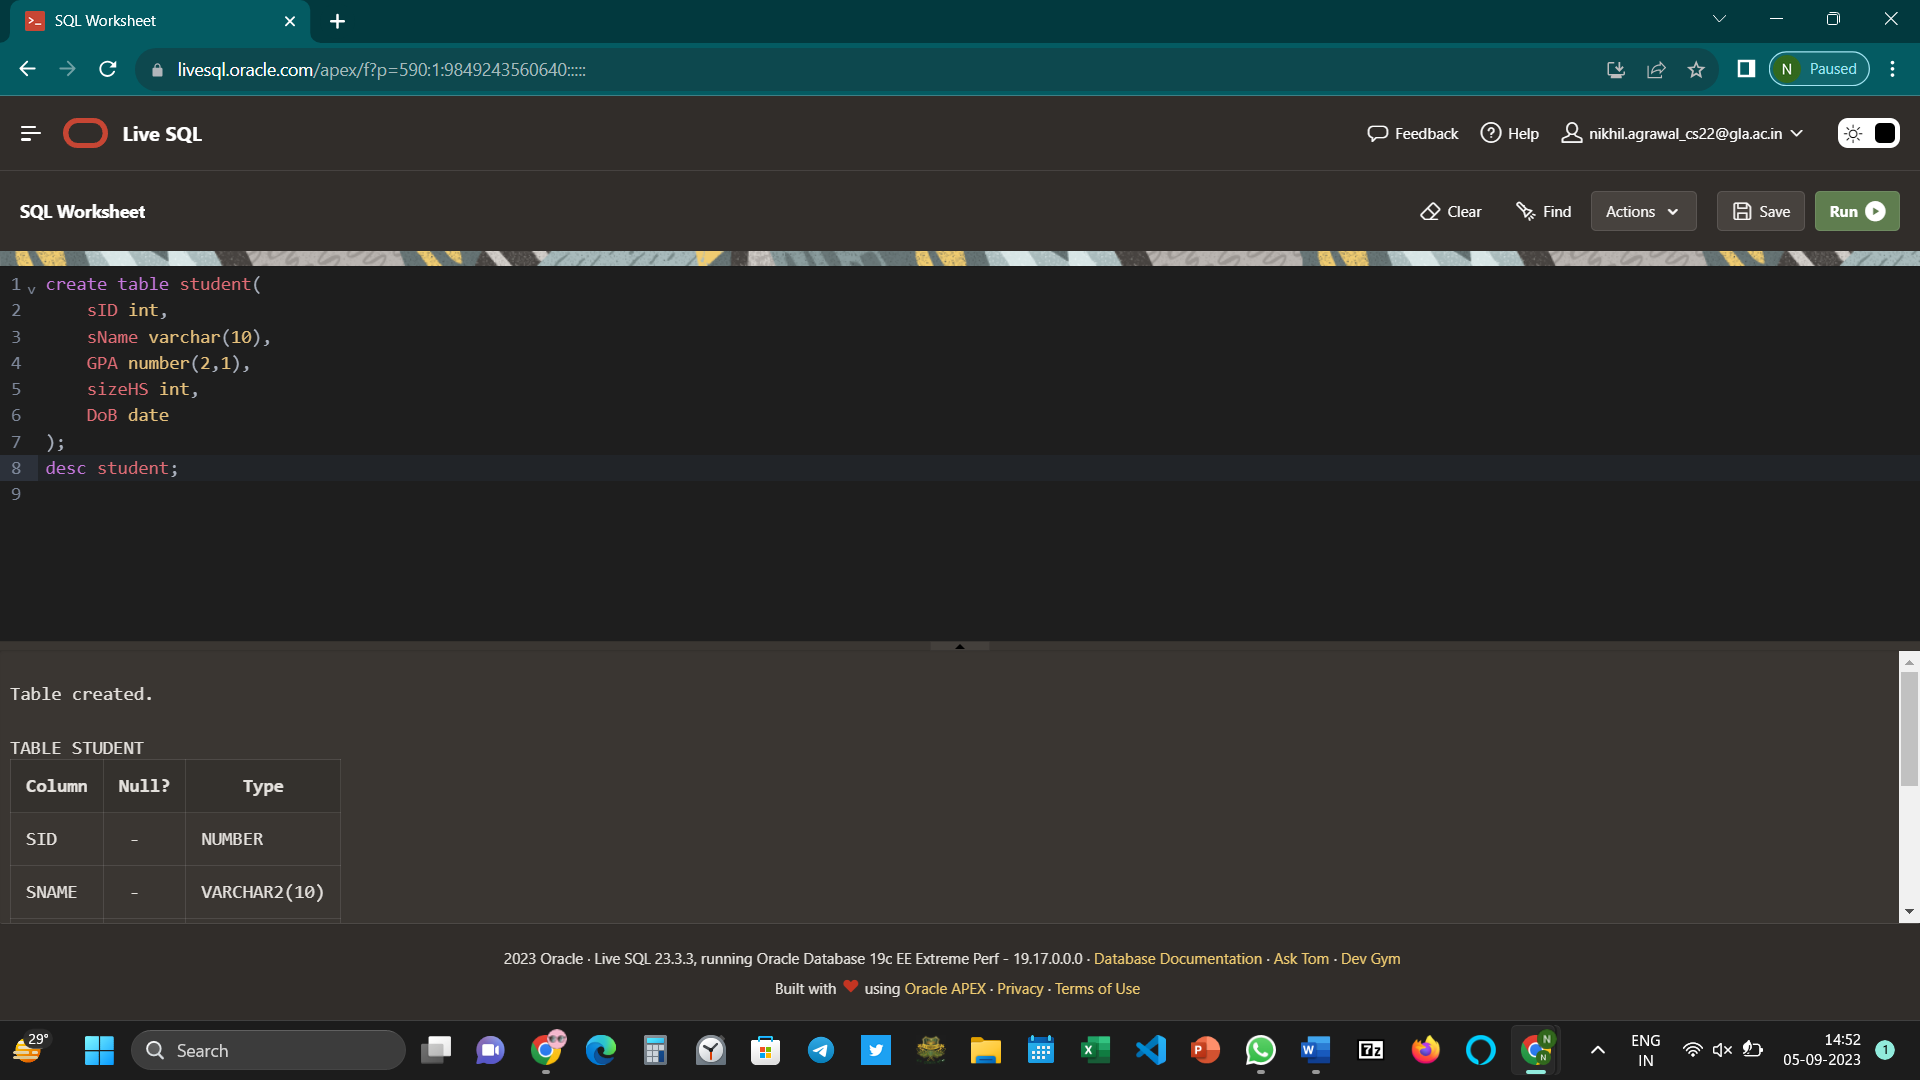 SQL Worksheet
livesql.oracle.com/apex/f?p=590:1:9849243560640:::::
N Paused
Live SQL
Feedback
Help
nikhil.agrawal_cs22@gla.ac.in
SQL Worksheet
Clear
Find
Actions
Save
Run
1 create table student(
2 sID int,
3 sName varchar(10),
4 GPA number(2,1),
5 sizeHS int,
6 DoB date
7 );
8 desc student;
9
Table created.
TABLE STUDENT
Column Null? Type
SID - NUMBER
SNAME - VARCHAR2(10)
2023 Oracle · Live SQL 23.3.3, running Oracle Database 19c EE Extreme Perf - 19.17.0.0.0 · Database Documentation · Ask Tom · Dev Gym
Built with ❤ using Oracle APEX · Privacy · Terms of Use
29°
Search
X
P
W
7z
N
N
ENG
IN
14:52
05-09-2023
1